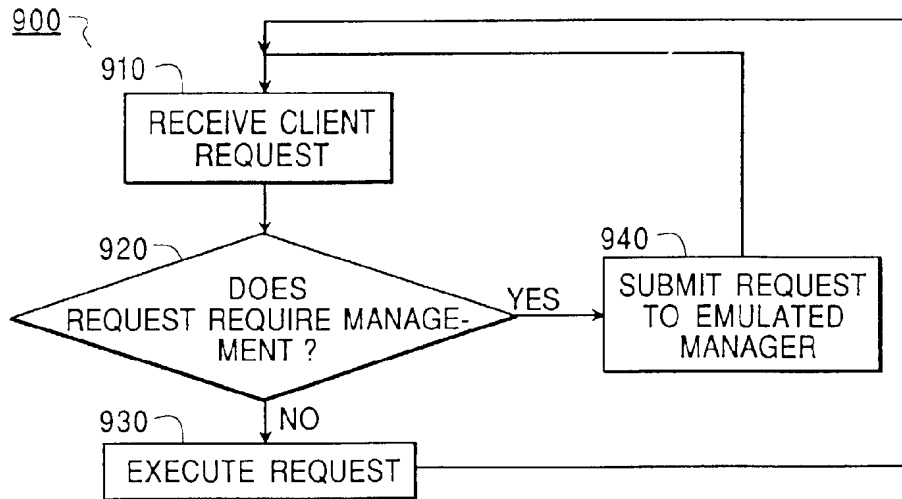 900
910
RECEIVE CLIENT
REQUEST
920
DOES
REQUEST REQUIRE MANAGE-
MENT ?
YES
940
SUBMIT REQUEST
TO EMULATED
MANAGER
NO
930
EXECUTE REQUEST